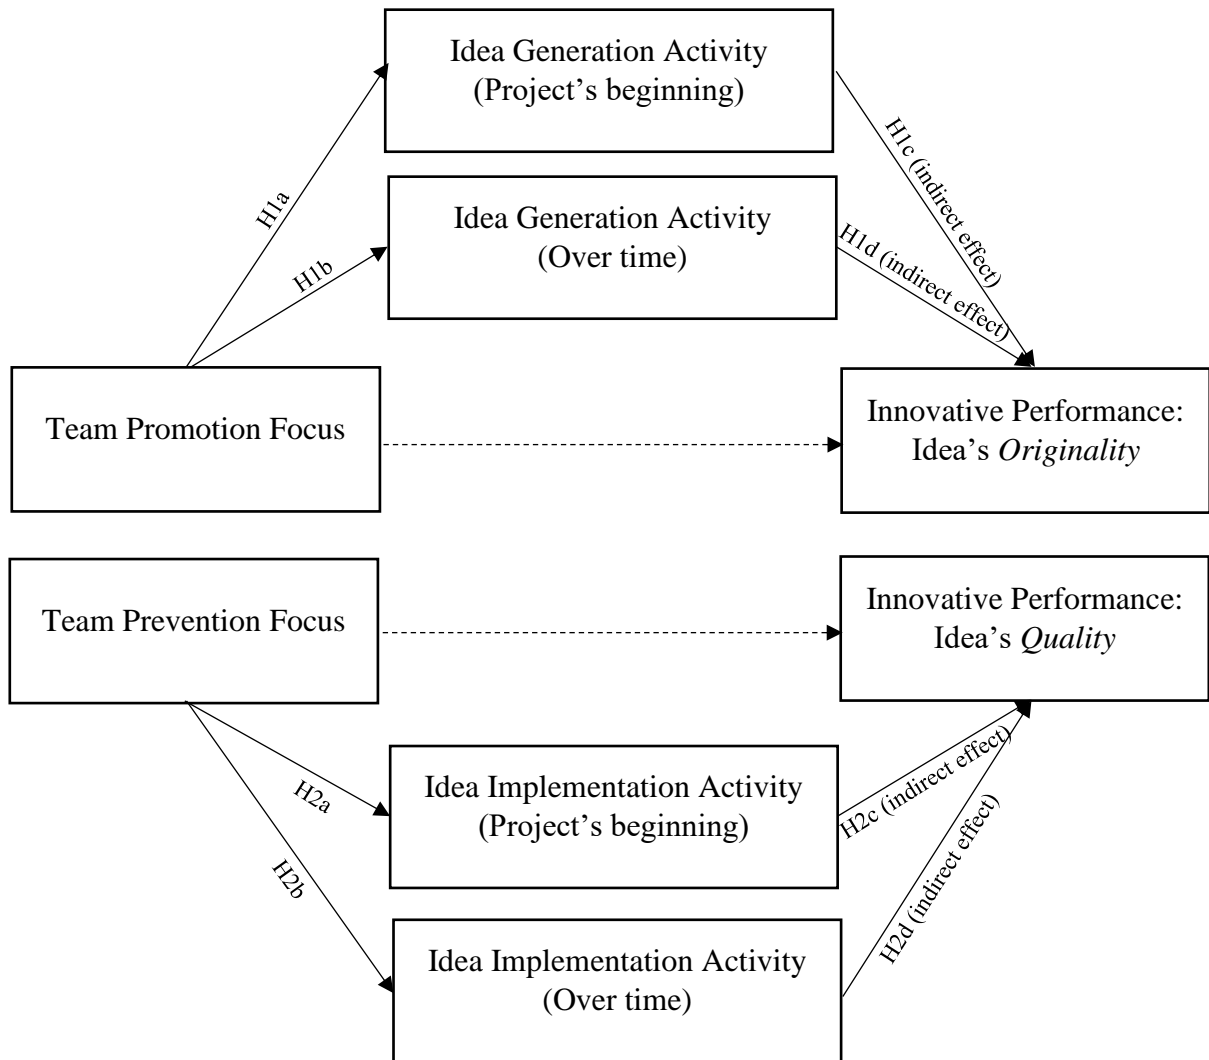 Idea Generation Activity
(Project’s beginning)
H1a
H1c (indirect effect)
Idea Generation Activity
(Over time)
H1b
H1d (indirect effect)
Team Promotion Focus
Innovative Performance:
Idea’s Originality
Team Prevention Focus
Innovative Performance:
Idea’s Quality
H2a
Idea Implementation Activity
(Project’s beginning)
H2c (indirect effect)
H2b
Idea Implementation Activity
(Over time)
H2d (indirect effect)